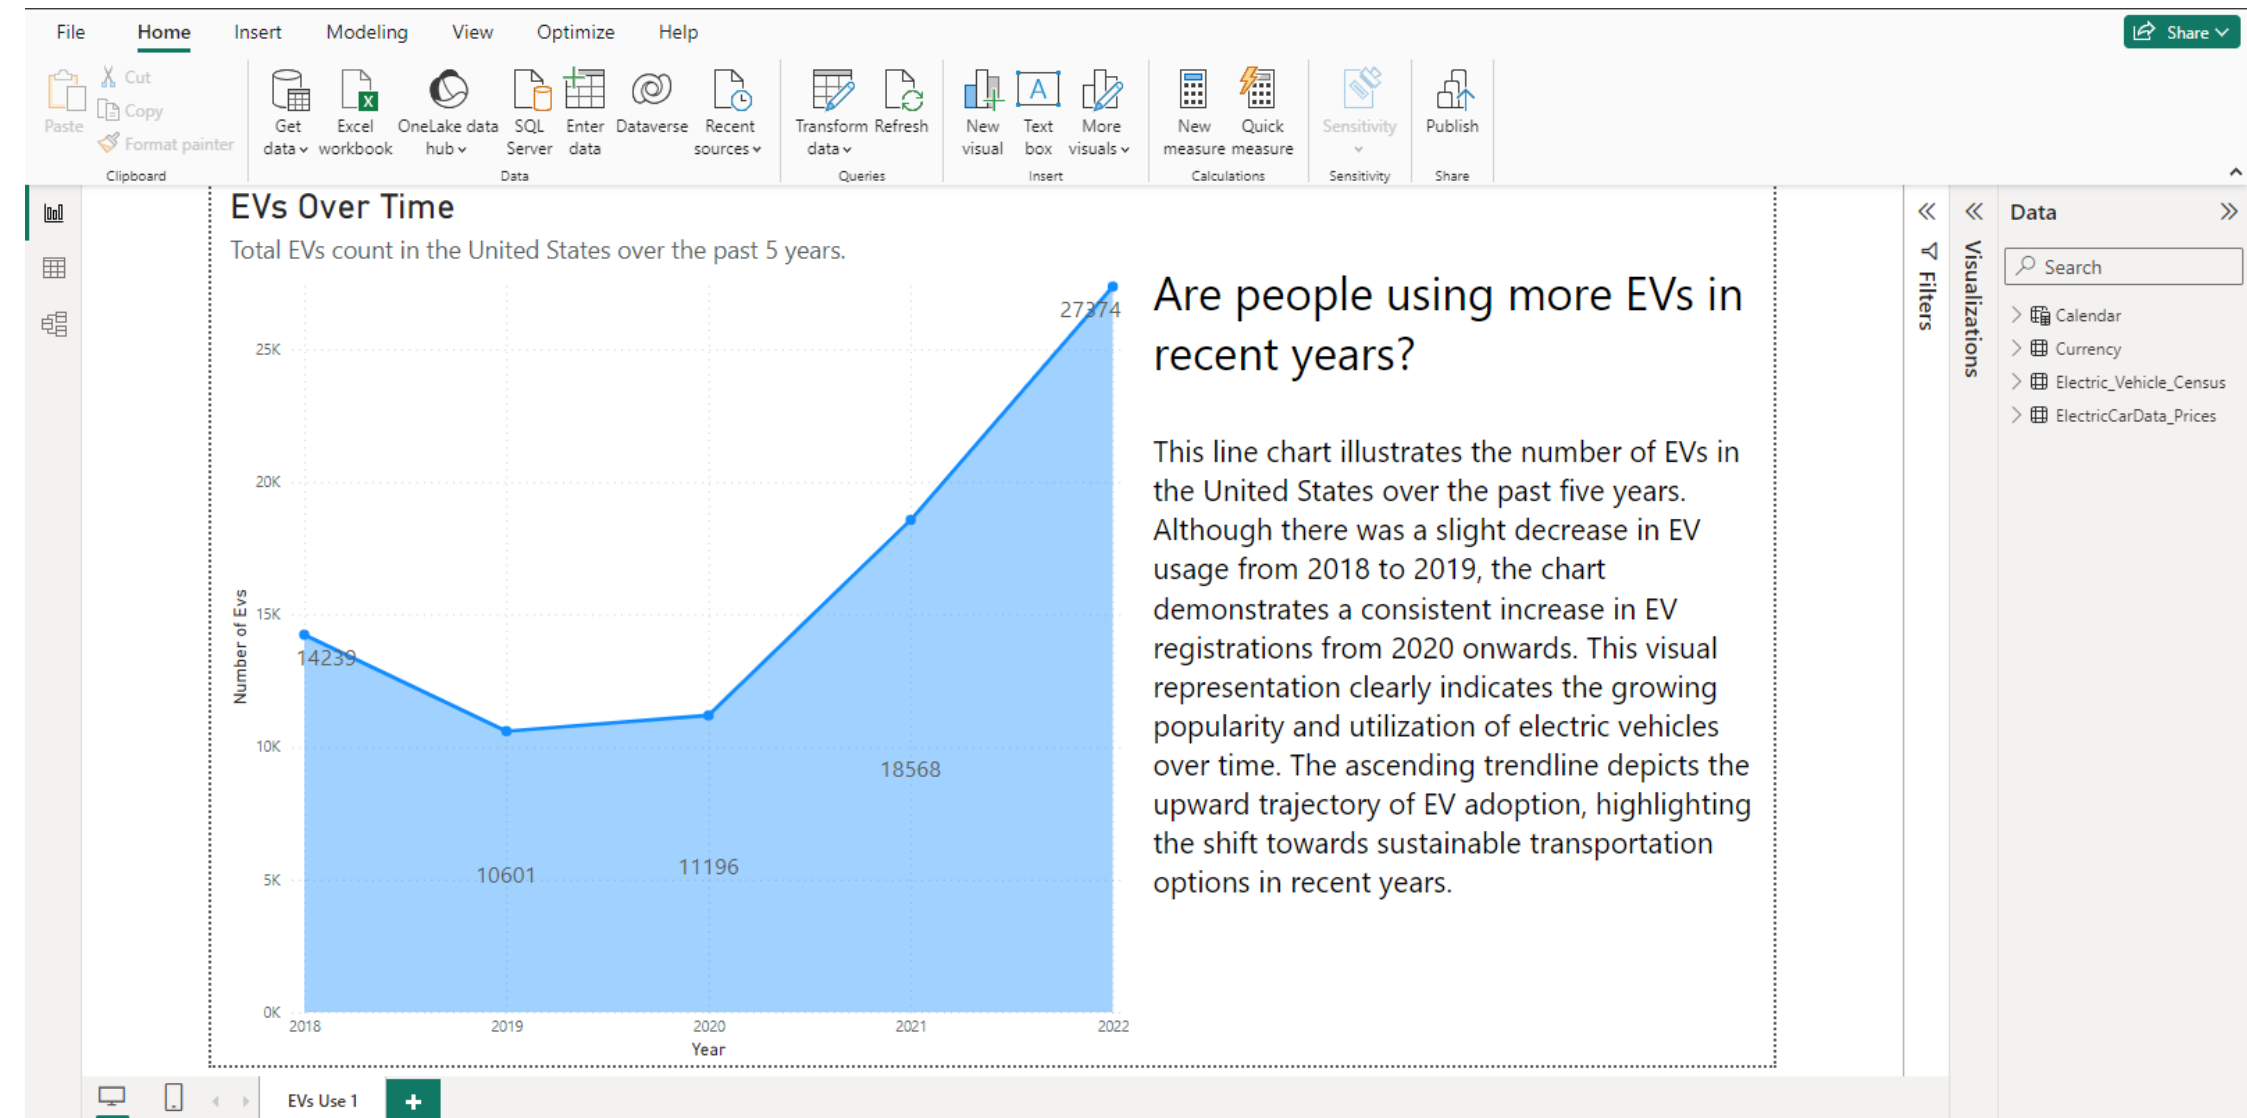 File Home Insert Modeling View Optimize Help
Share
Paste
Cut
Copy
Format painter
Clipboard
Get data
Excel workbook
OneLake data hub
SQL Server
Enter data
Dataverse
Recent sources
Data
Transform data
Refresh
Queries
New visual
Text box
More visuals
Insert
New measure
Quick measure
Calculations
Sensitivity
Sensitivity
Publish
Share
EVs Over Time
Total EVs count in the United States over the past 5 years.
Number of Evs
25K
20K
15K
10K
5K
0K
14239
10601
11196
18568
27374
2018 2019 2020 2021 2022
Year
Are people using more EVs in
recent years?
This line chart illustrates the number of EVs in
the United States over the past five years.
Although there was a slight decrease in EV
usage from 2018 to 2019, the chart
demonstrates a consistent increase in EV
registrations from 2020 onwards. This visual
representation clearly indicates the growing
popularity and utilization of electric vehicles
over time. The ascending trendline depicts the
upward trajectory of EV adoption, highlighting
the shift towards sustainable transportation
options in recent years.
Filters
Visualizations
Data
Search
Calendar
Currency
Electric_Vehicle_Census
ElectricCarData_Prices
EVs Use 1